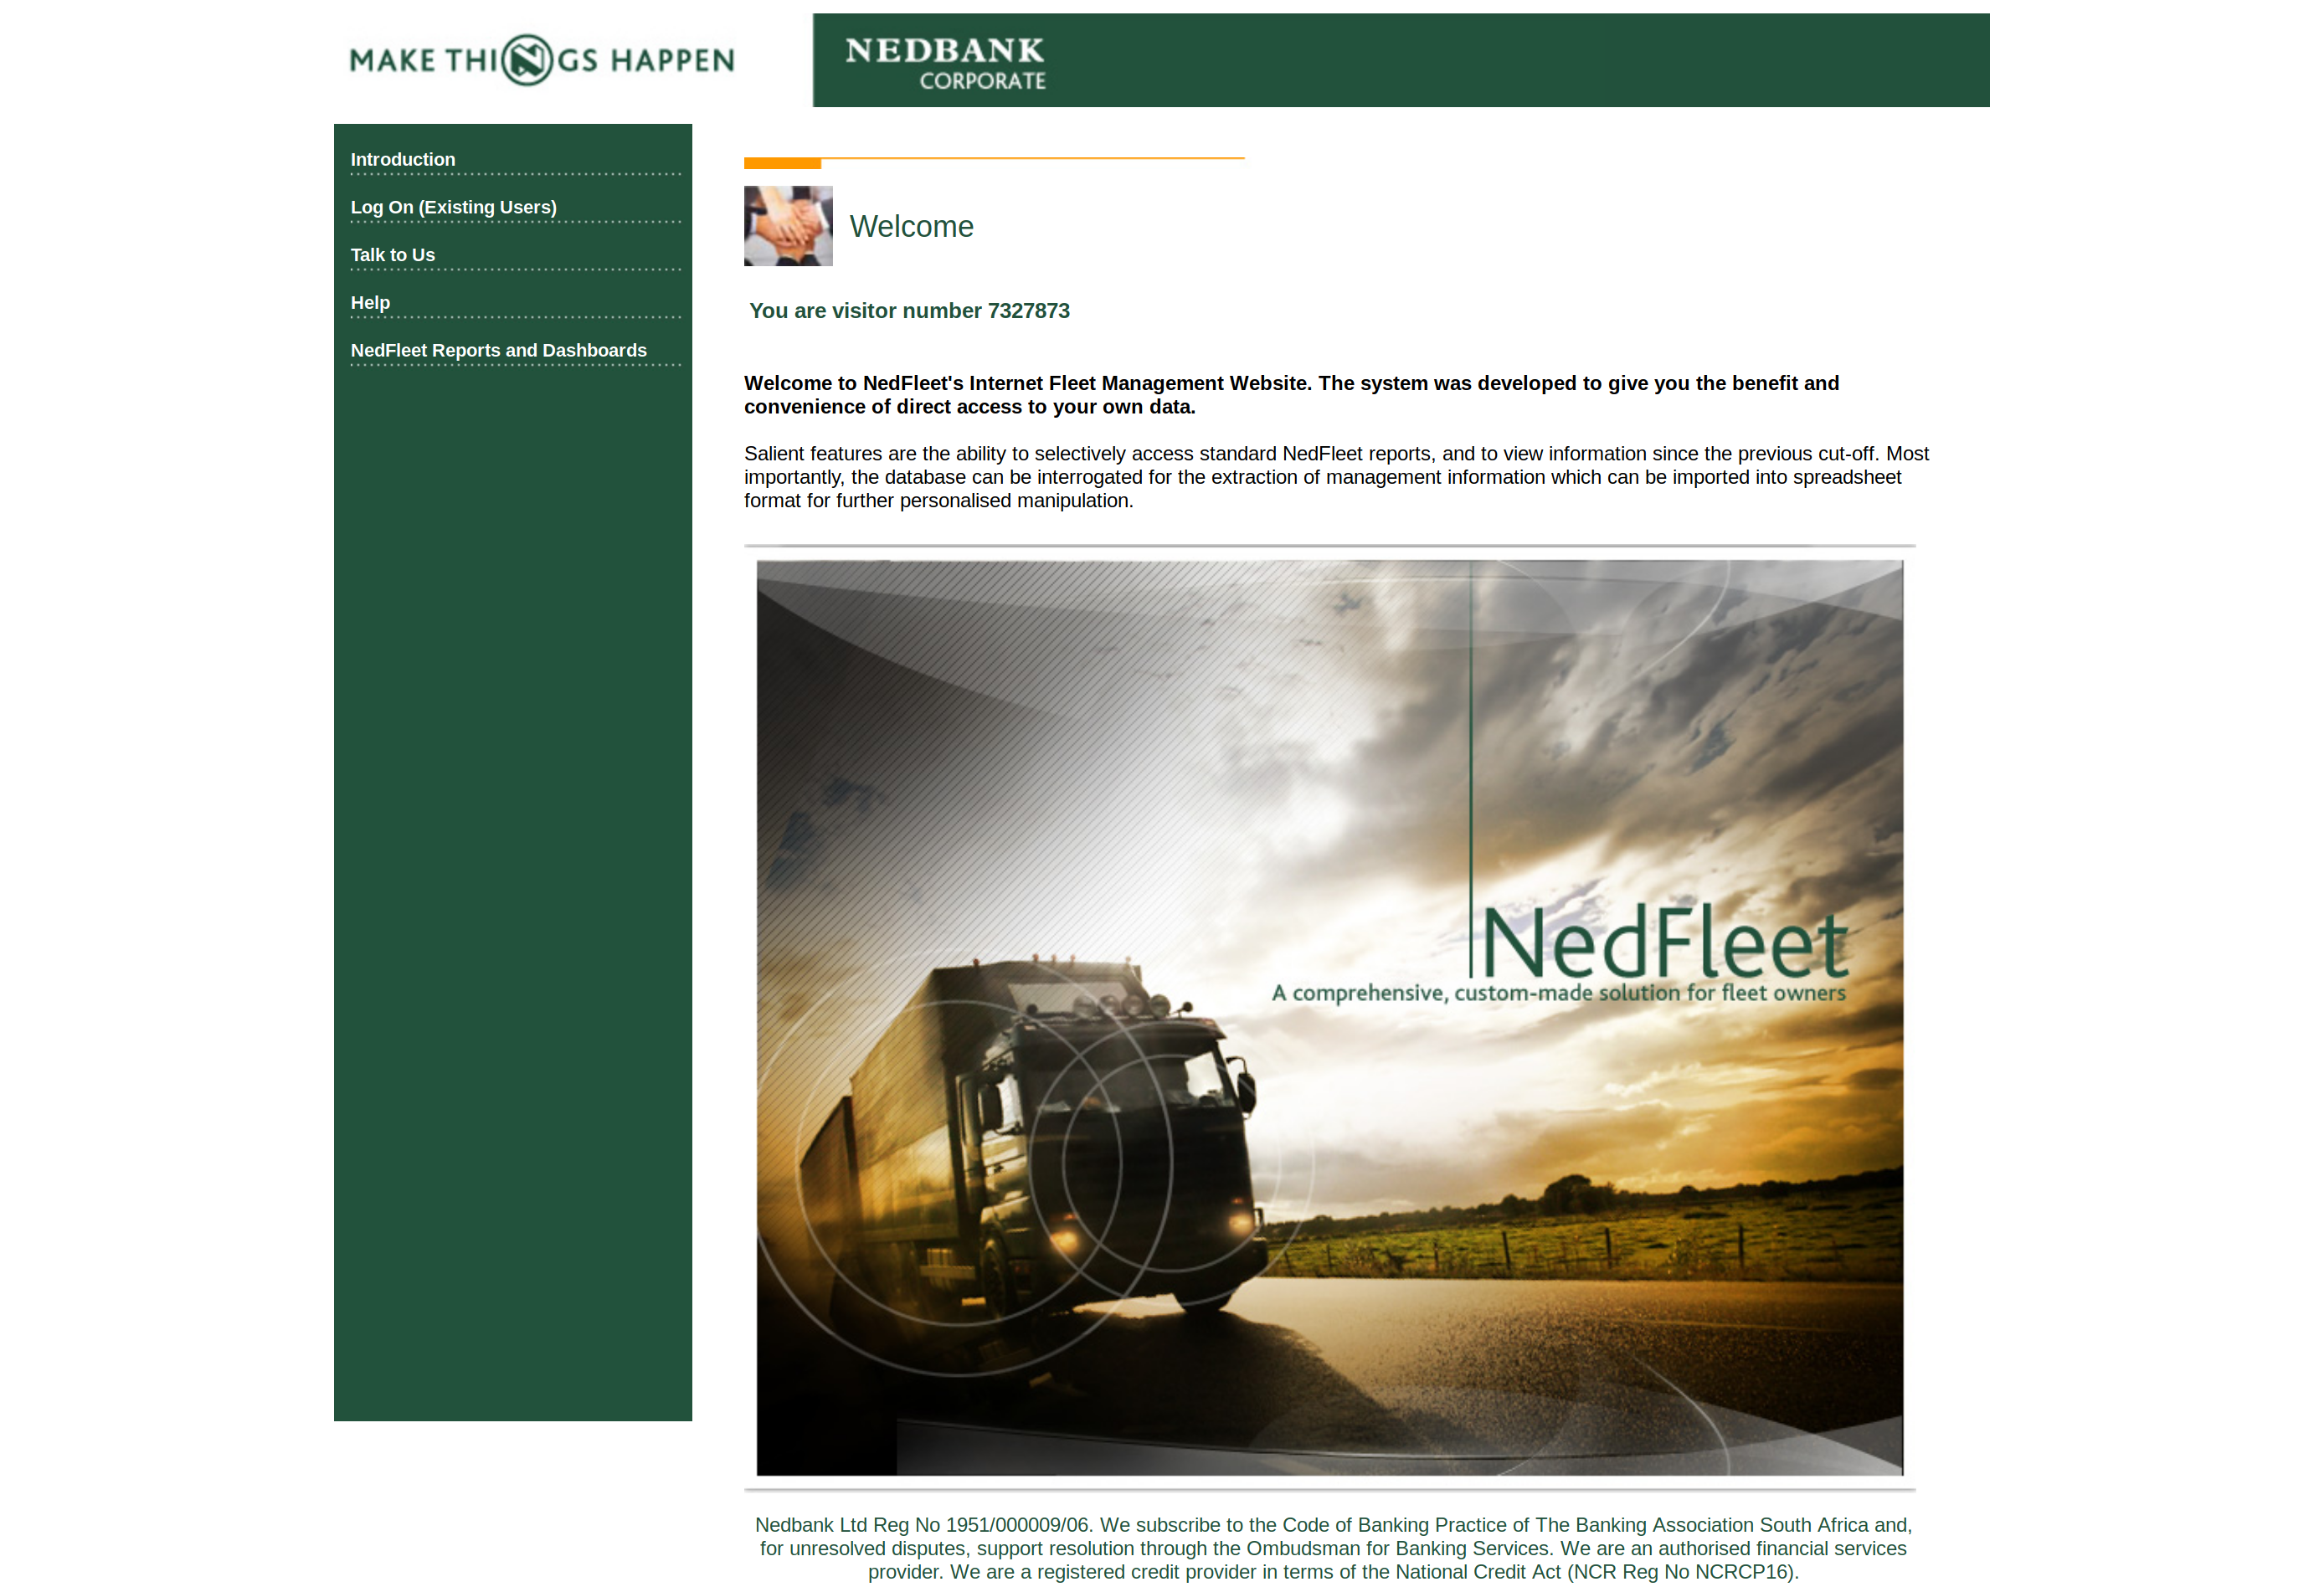 MAKE THINGS HAPPEN
NEDBANK
CORPORATE
Introduction
Log On (Existing Users)
Talk to Us
Help
NedFleet Reports and Dashboards
Welcome
You are visitor number 7327873
Welcome to NedFleet's Internet Fleet Management Website. The system was developed to give you the benefit and
convenience of direct access to your own data.
Salient features are the ability to selectively access standard NedFleet reports, and to view information since the previous cut-off. Most
importantly, the database can be interrogated for the extraction of management information which can be imported into spreadsheet
format for further personalised manipulation.
NedFleet
A comprehensive, custom-made solution for fleet owners
Nedbank Ltd Reg No 1951/000009/06. We subscribe to the Code of Banking Practice of The Banking Association South Africa and,
for unresolved disputes, support resolution through the Ombudsman for Banking Services. We are an authorised financial services
provider. We are a registered credit provider in terms of the National Credit Act (NCR Reg No NCRCP16).